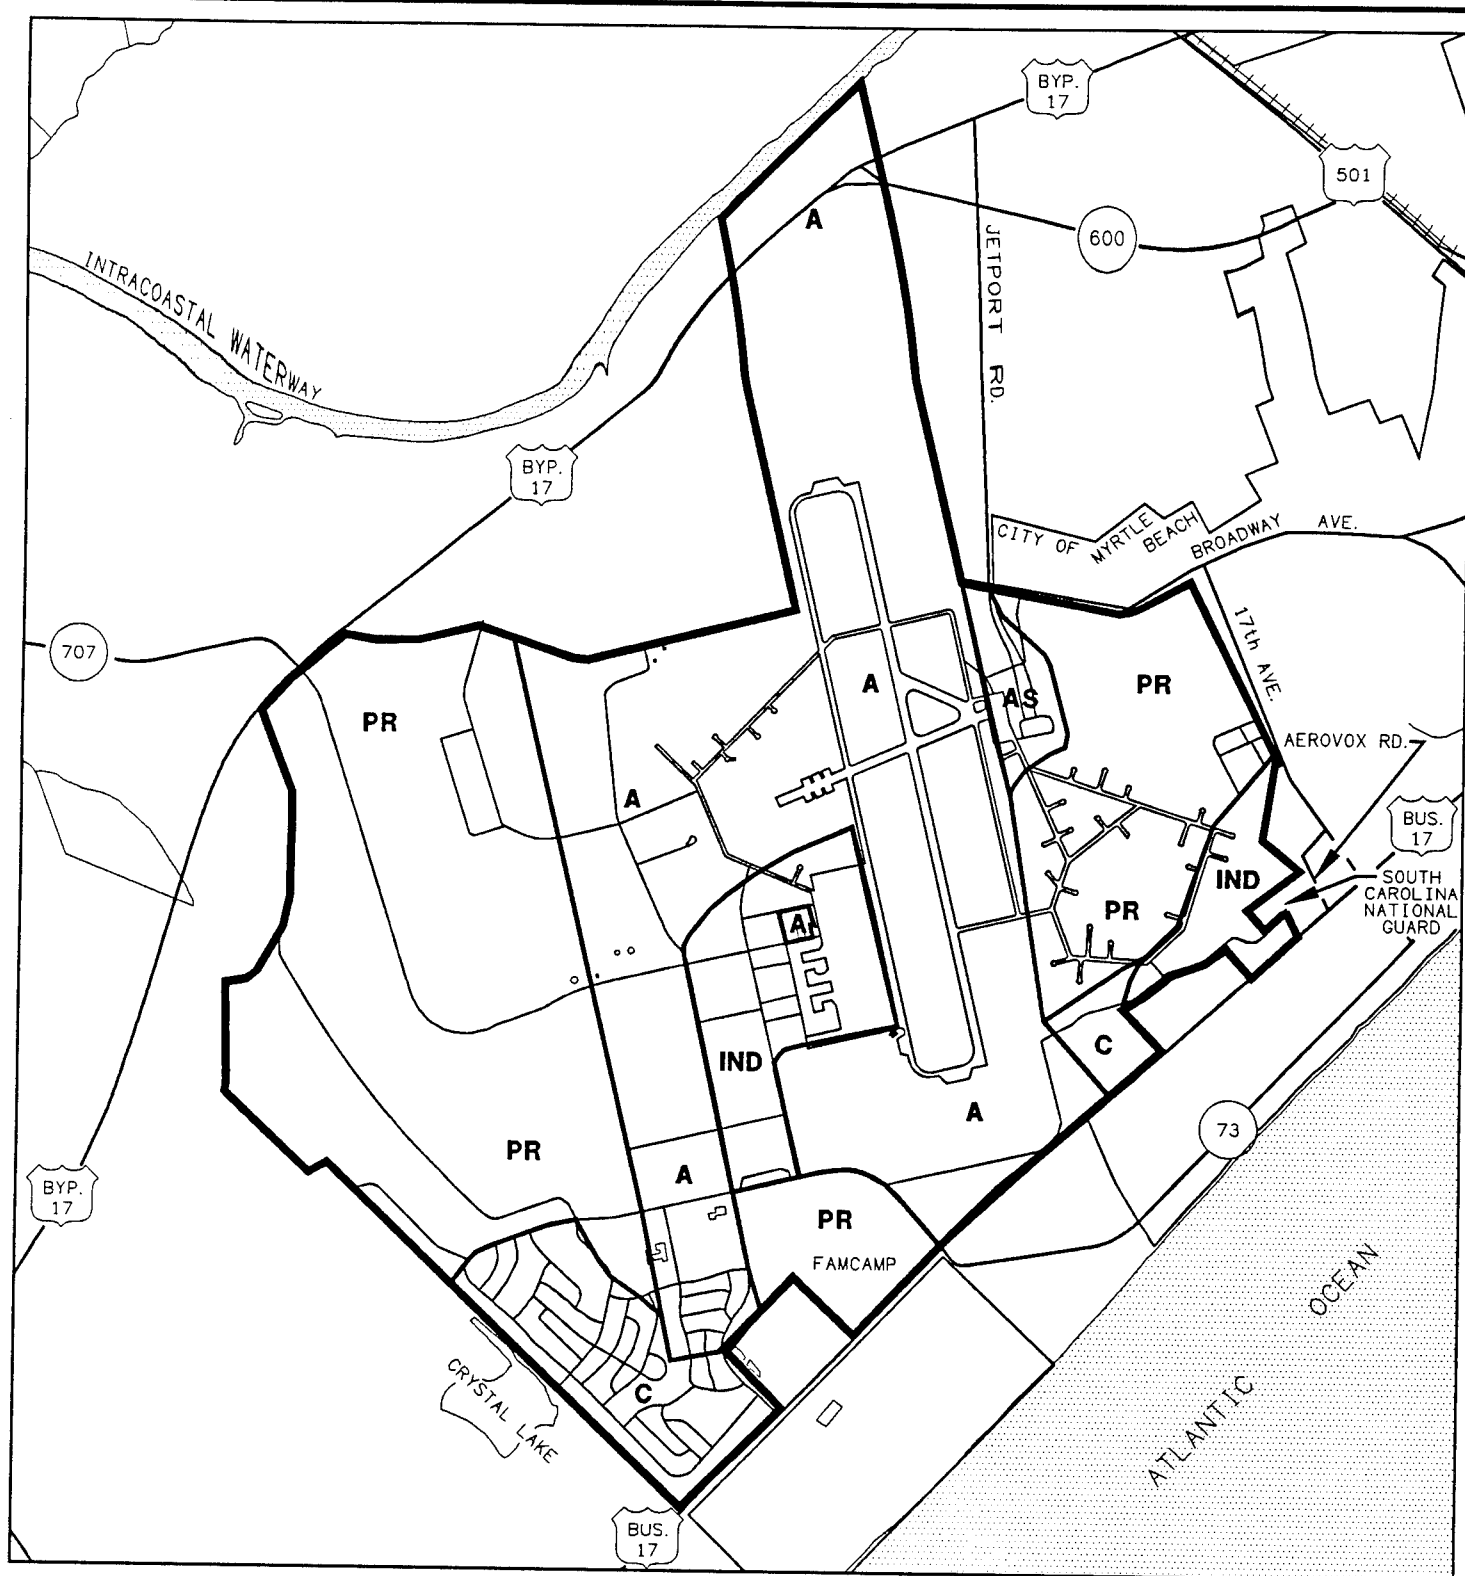 BYP.
17
501
A
600
JETPORT RD.
INTRACOASTAL WATERWAY
BYP.
17
CITY OF MYRTLE
BEACH
BROADWAY AVE.
17th AVE.
707
PR
A
AS
PR
AEROVOX RD.
A
BUS.
17
IND
SOUTH
CAROLINA
NATIONAL
GUARD
PR
A
IND
C
A
73
PR
A
BYP.
17
PR
FAMCAMP
ATLANTIC OCEAN
C
CRYSTAL LAKE
BUS.
17